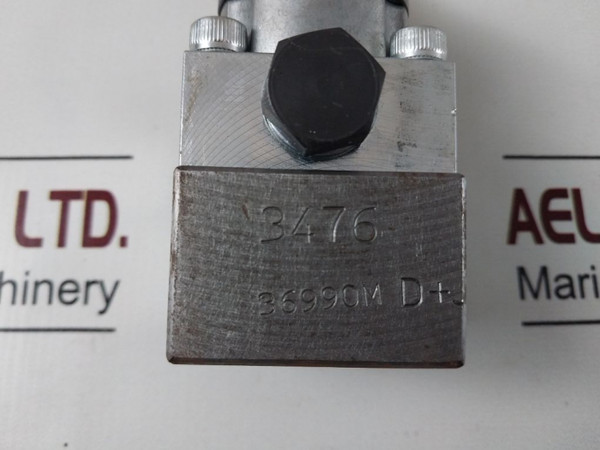 3476
36990M D+J
LTD.
hinery
AEL
Mari